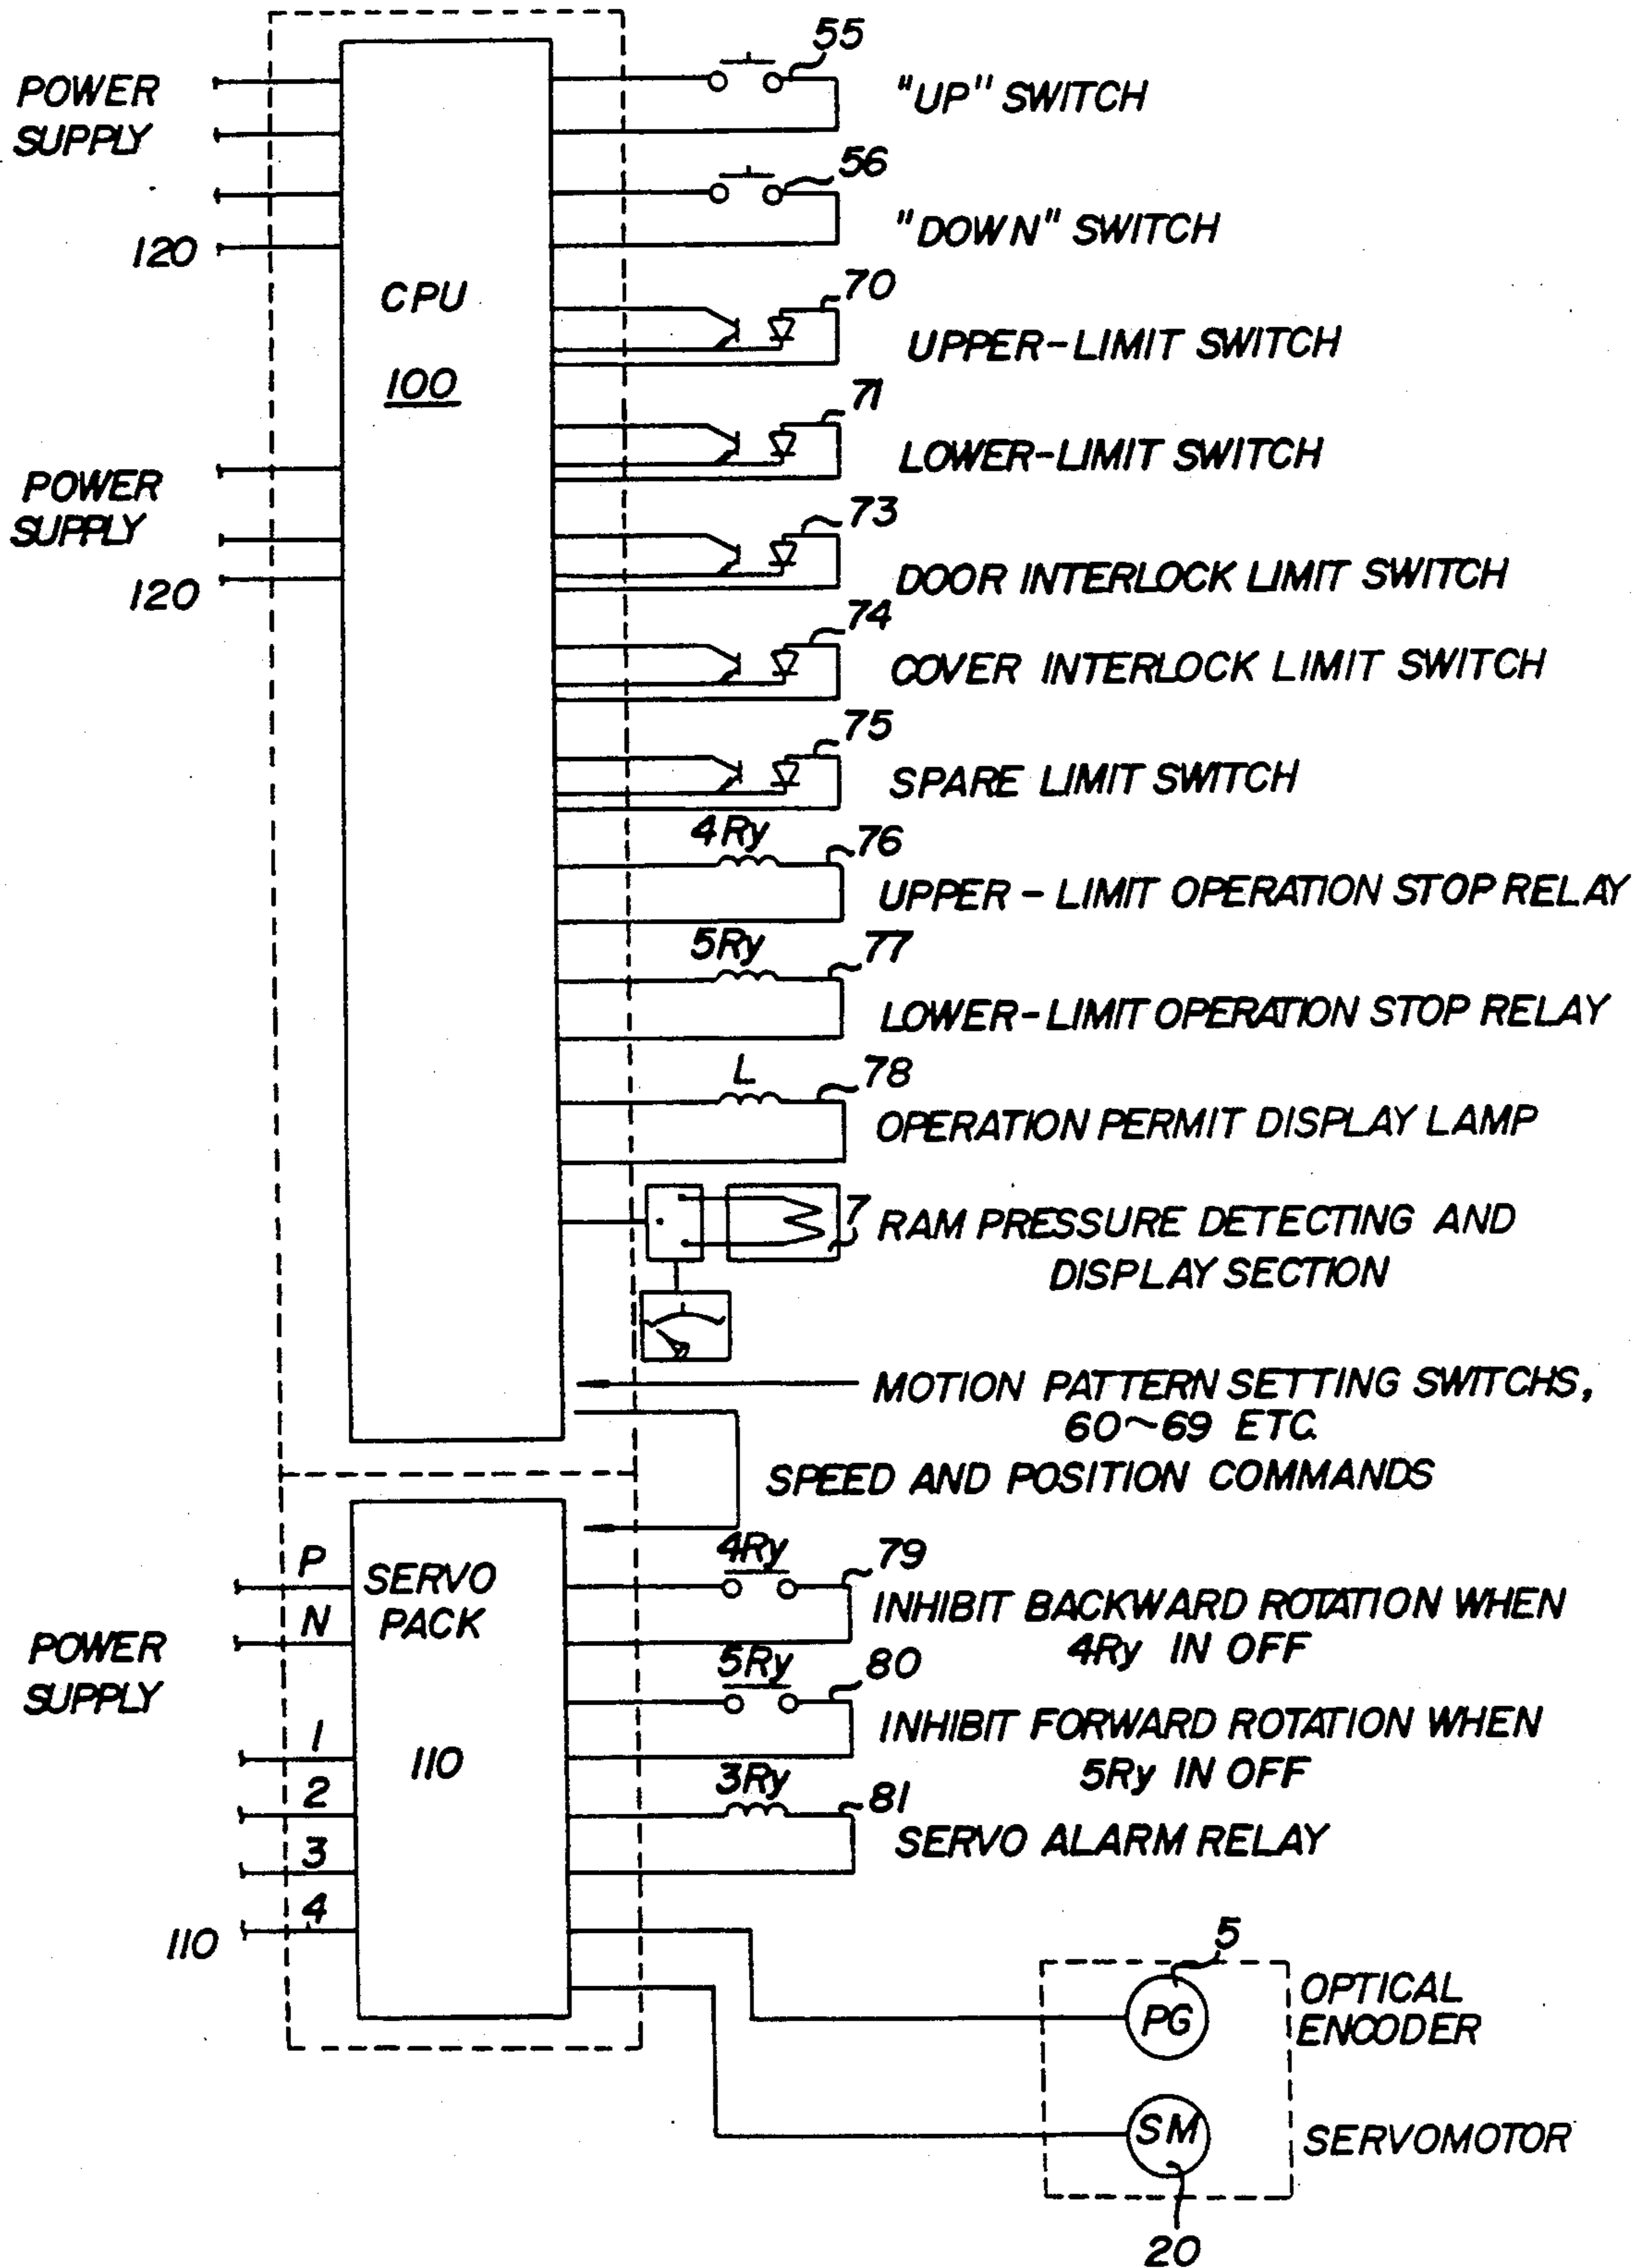 55
"UP" SWITCH
POWER
SUPPLY
56
"DOWN" SWITCH
120
CPU
100
70
UPPER-LIMIT SWITCH
71
LOWER-LIMIT SWITCH
POWER
SUPPLY
73
DOOR INTERLOCK LIMIT SWITCH
120
74
COVER INTERLOCK LIMIT SWITCH
75
SPARE LIMIT SWITCH
4Ry
76
UPPER-LIMIT OPERATION STOP RELAY
5Ry
77
LOWER-LIMIT OPERATION STOP RELAY
L
78
OPERATION PERMIT DISPLAY LAMP
7
RAM PRESSURE DETECTING AND
DISPLAY SECTION
MOTION PATTERN SETTING SWITCHS,
60~69 ETC.
SPEED AND POSITION COMMANDS
P
N
POWER
SUPPLY
SERVO
PACK
110
4Ry
79
INHIBIT BACKWARD ROTATION WHEN
4Ry IN OFF
5Ry
80
INHIBIT FORWARD ROTATION WHEN
5Ry IN OFF
1
2
3
4
110
3Ry
81
SERVO ALARM RELAY
5
PG
OPTICAL
ENCODER
SM
SERVOMOTOR
20